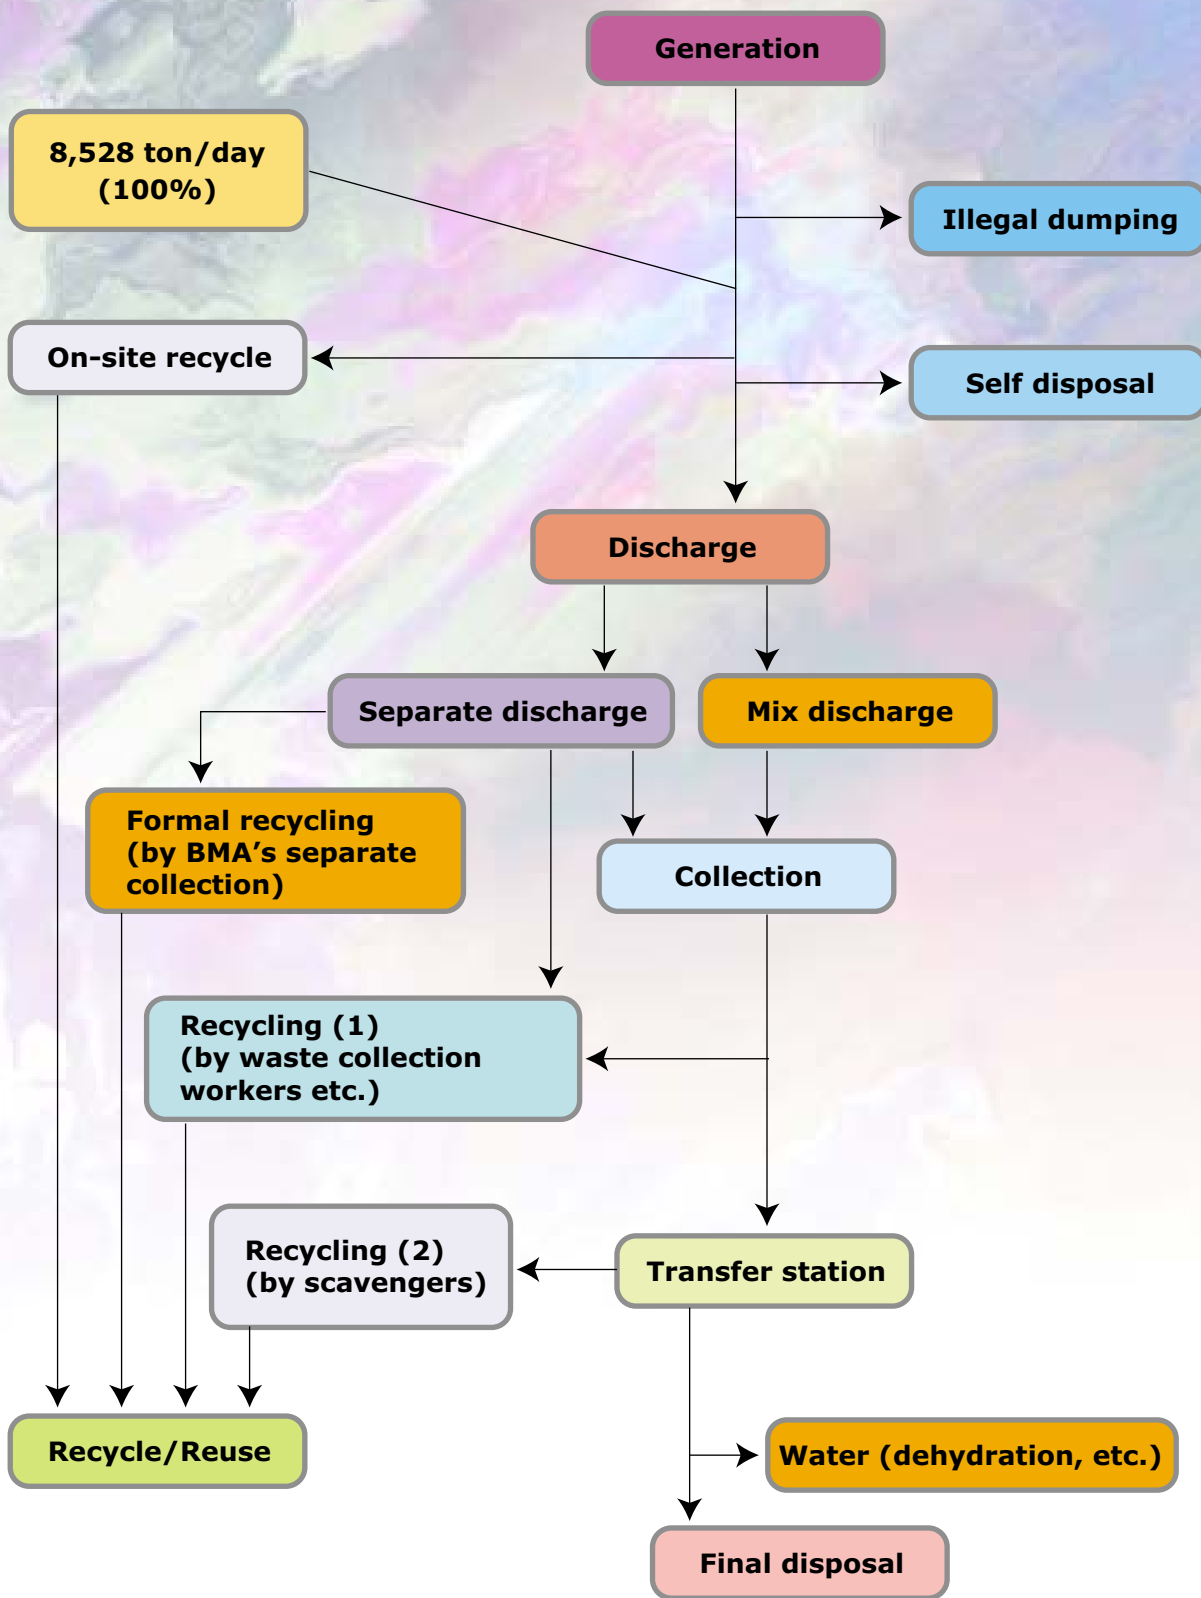 Generation
8,528 ton/day
(100%)
Illegal dumping
On-site recycle
Self disposal
Discharge
Separate discharge
Mix discharge
Formal recycling
(by BMA’s separate
collection)
Collection
Recycling (1)
(by waste collection
workers etc.)
Recycling (2)
(by scavengers)
Transfer station
Recycle/Reuse
Water (dehydration, etc.)
Final disposal